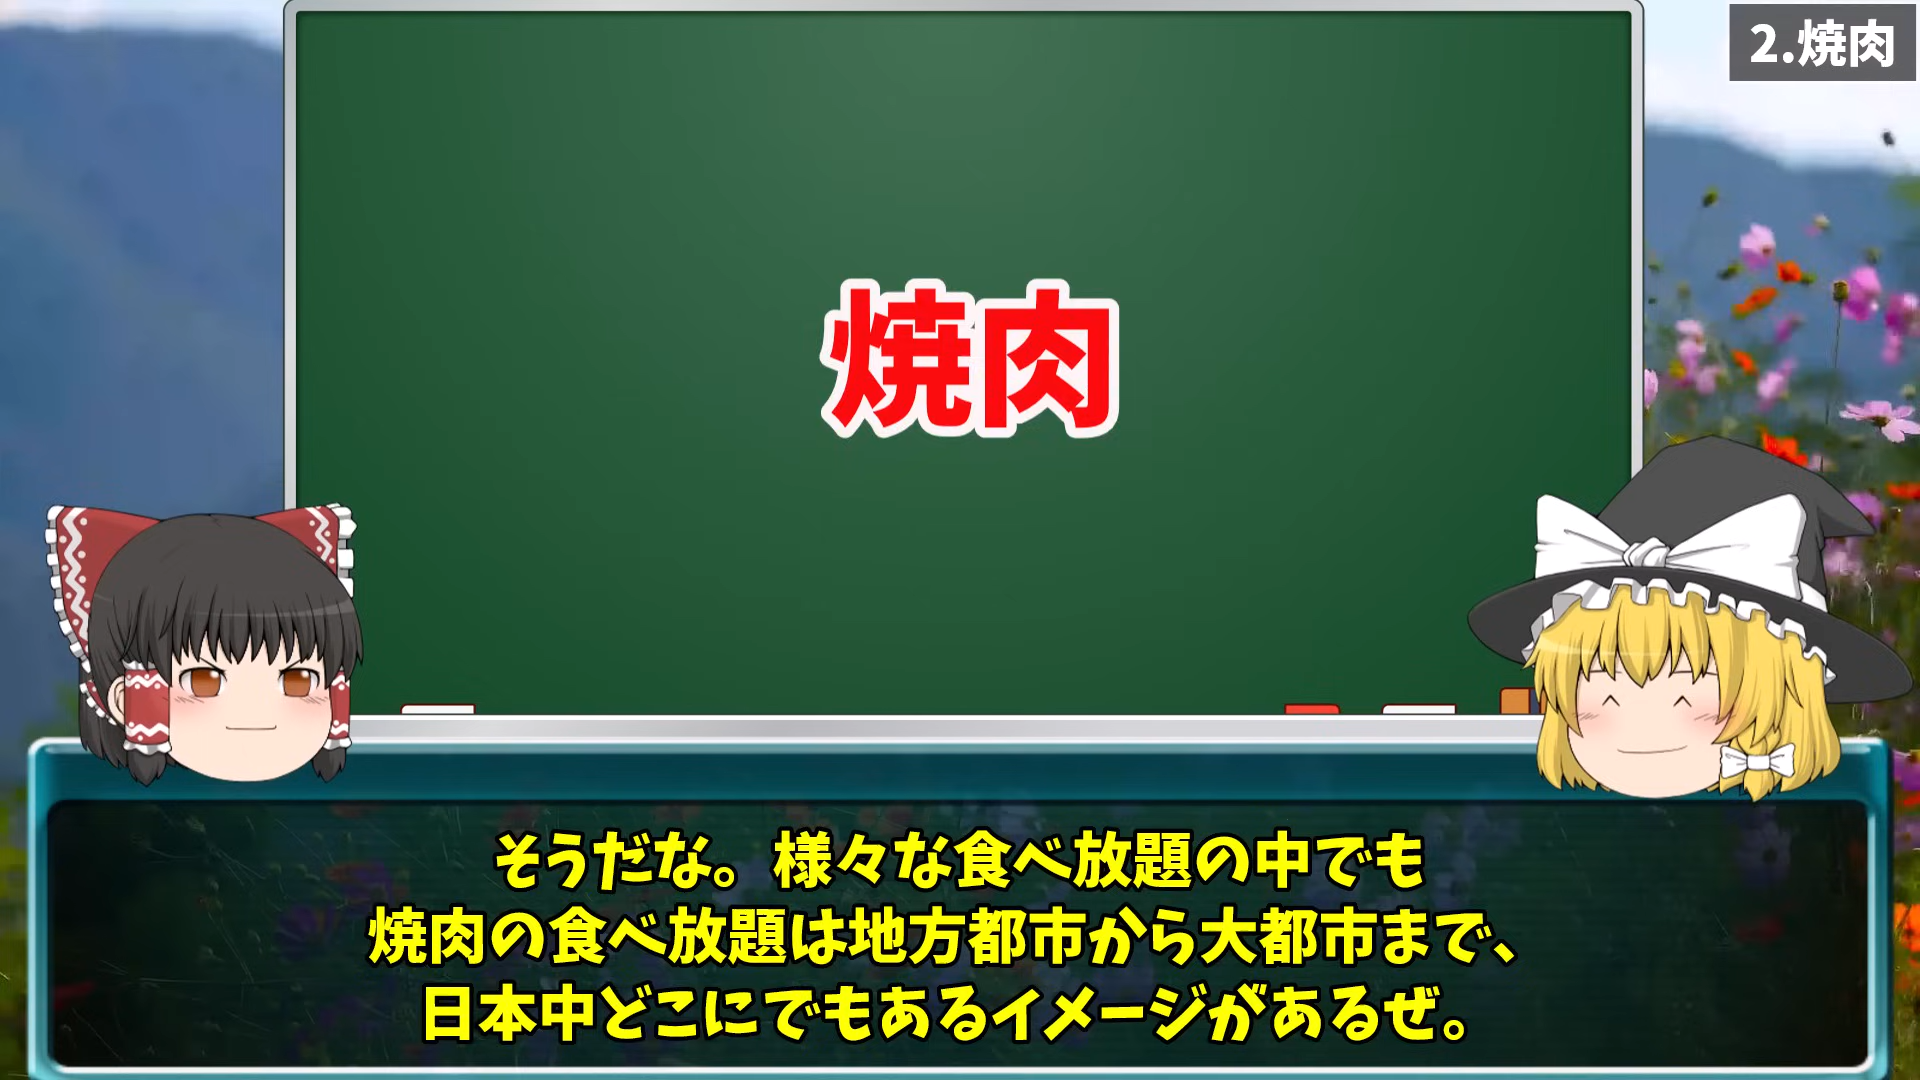 2.焼肉
焼肉
そうだな。様々な食べ放題の中でも
焼肉の食べ放題は地方都市から大都市まで、
日本中どこにでもあるイメージがあるぜ。